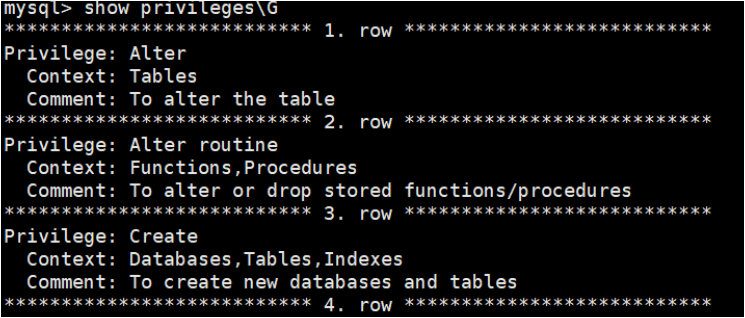 mysql> show privileges\G
*************************** 1. row ***************************
Privilege: Alter
  Context: Tables
  Comment: To alter the table
*************************** 2. row ***************************
Privilege: Alter routine
  Context: Functions,Procedures
  Comment: To alter or drop stored functions/procedures
*************************** 3. row ***************************
Privilege: Create
  Context: Databases,Tables,Indexes
  Comment: To create new databases and tables
*************************** 4. row ***************************